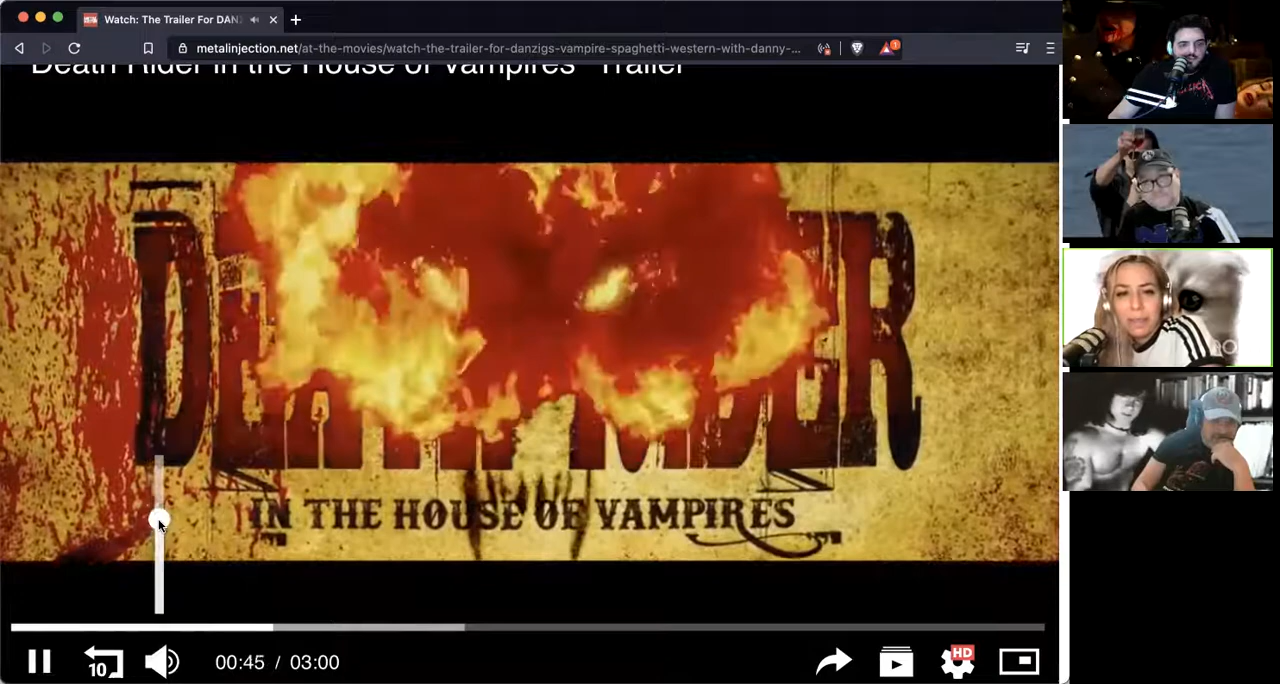 Watch: The Trailer For DAN
metalinjection.net/at-the-movies/watch-the-trailer-for-danzigs-vampire-spaghetti-western-with-danny-...
1
Death Rider in the House of Vampires" Trailer
DEATH RIDER
IN THE HOUSE OF VAMPIRES
10
00:45 / 03:00
HD